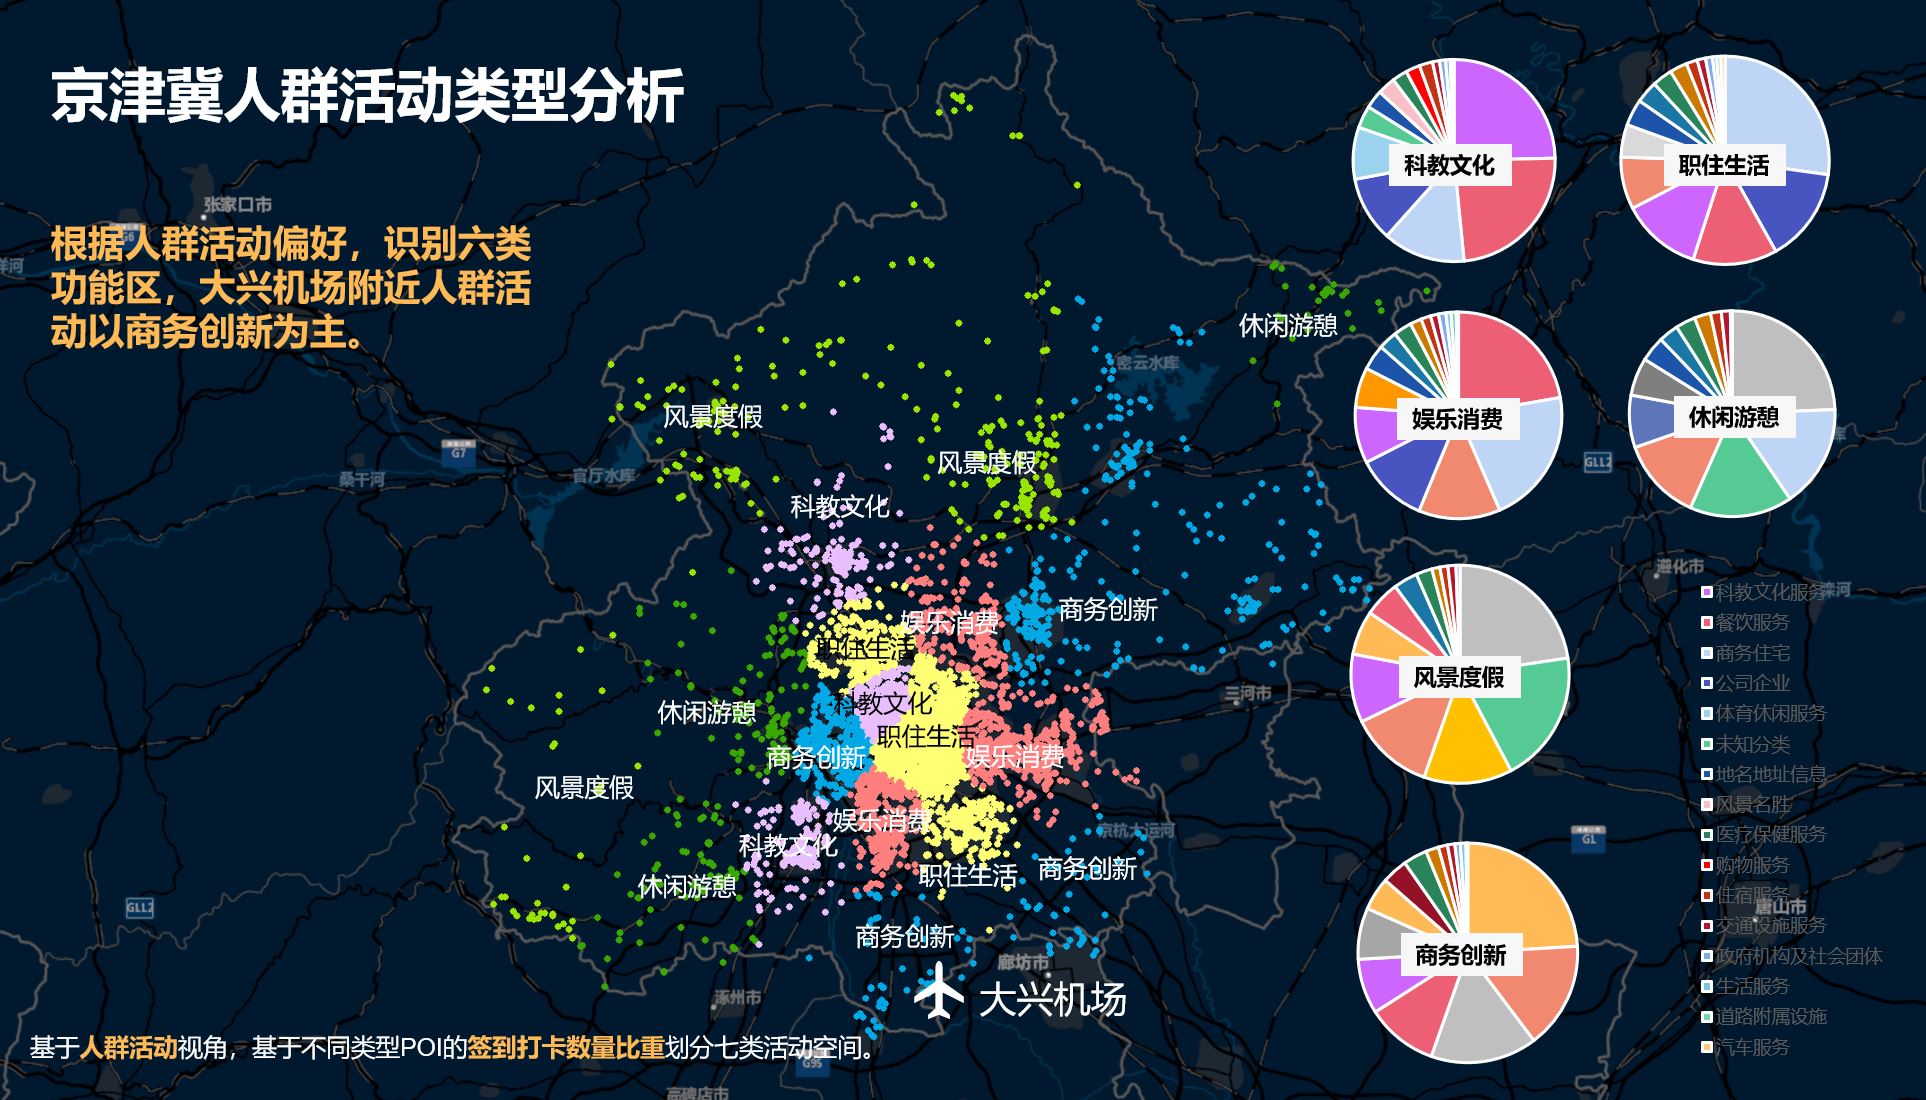 京津冀人群活动类型分析
根据人群活动偏好，识别六类
功能区，大兴机场附近人群活
动以商务创新为主。
科教文化
职住生活
娱乐消费
休闲游憩
风景度假
商务创新
张家口市
G6
洋河
桑干河
G7
官厅水库
密云水库
休闲游憩
风景度假
风景度假
科教文化
GLL2
遵化市
滦河
商务创新
娱乐消费
职住生活
科教文化
职住生活
休闲游憩
商务创新
娱乐消费
三河市
风景度假
娱乐消费
科教文化
京杭大运河
GL
商务创新
职住生活
休闲游憩
GLL2
唐山市
商务创新
廊坊市
大兴机场
涿州市
基于人群活动视角，基于不同类型POI的签到打卡数量比重划分七类活动空间。
G95
高碑店市
科教文化服务
餐饮服务
商务住宅
公司企业
体育休闲服务
未知分类
地名地址信息
风景名胜
医疗保健服务
购物服务
住宿服务
交通设施服务
政府机构及社会团体
生活服务
道路附属设施
汽车服务